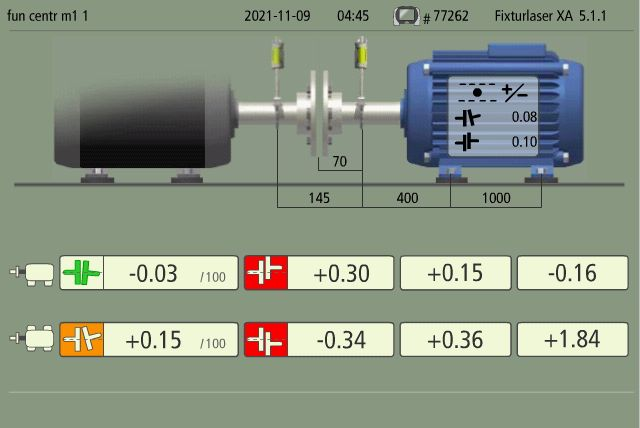 fun centr m1 1 2021-11-09 04:45 # 77262 Fixturlaser XA 5.1.1
+/-
0.08
0.10
70
145 400 1000
-0.03 /100 +0.30 +0.15 -0.16
+0.15 /100 -0.34 +0.36 +1.84